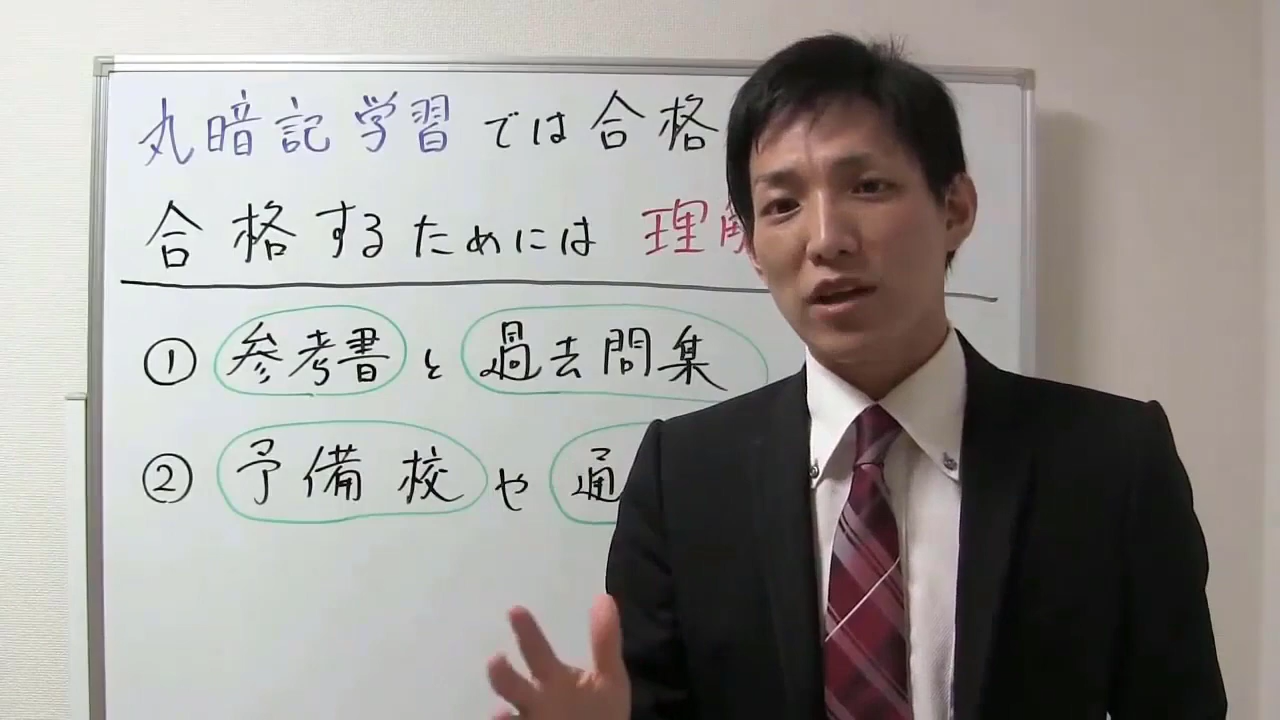 丸暗記学習では合格
合格するためには理解
① 参考書と過去問集
② 予備校や通